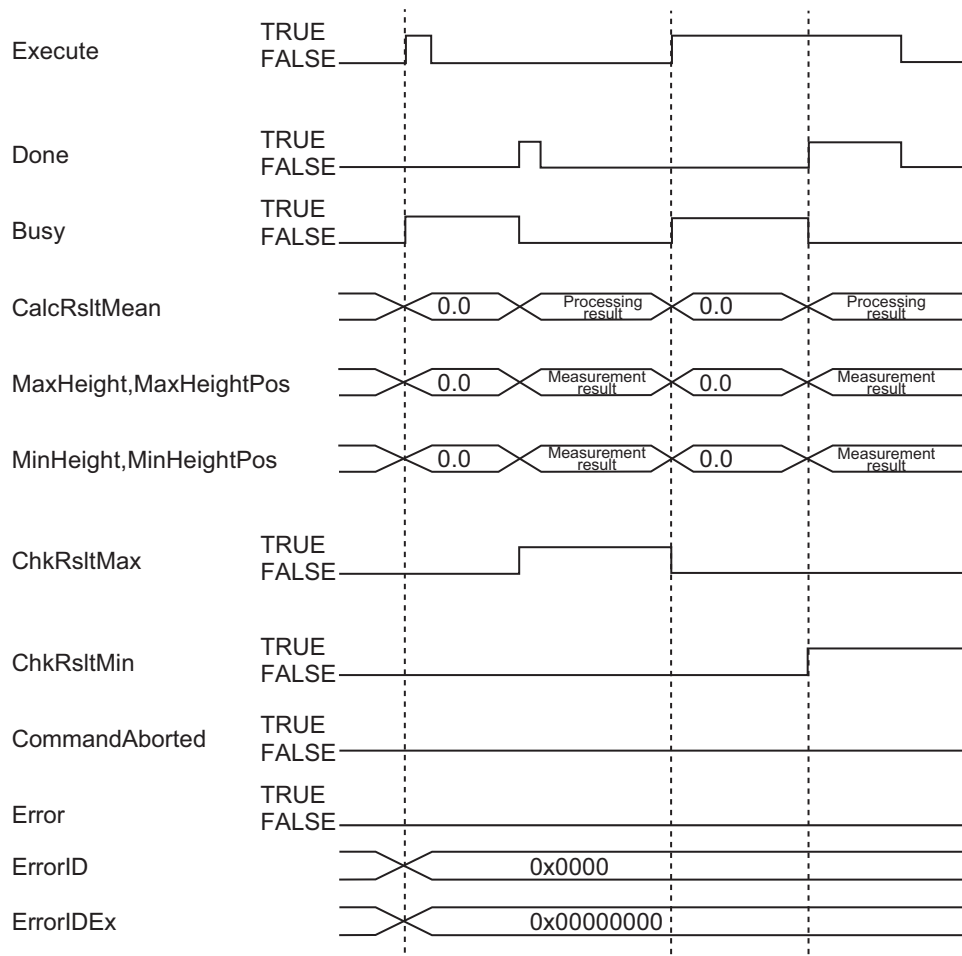 TRUE
Execute
FALSE
TRUE
Done
FALSE
TRUE
Busy
FALSE
CalcRsltMean 0.0 Processing result 0.0 Processing result
MaxHeight,MaxHeightPos 0.0 Measurement result 0.0 Measurement result
MinHeight,MinHeightPos 0.0 Measurement result 0.0 Measurement result
TRUE
ChkRsltMax
FALSE
TRUE
ChkRsltMin
FALSE
TRUE
CommandAborted
FALSE
TRUE
Error
FALSE
ErrorID 0x0000
ErrorIDEx 0x00000000